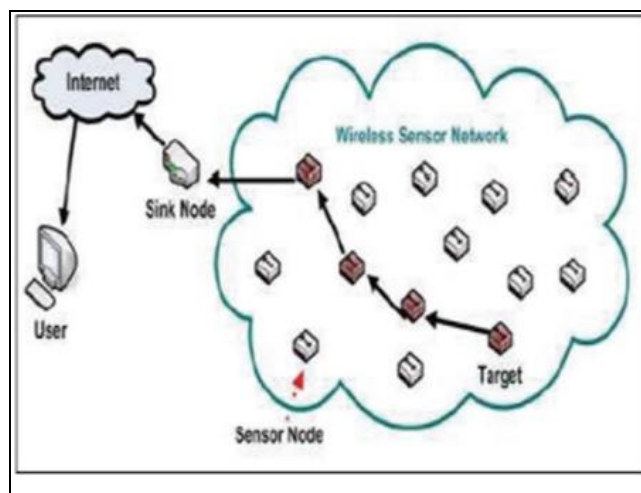 Internet
Wireless Sensor Network
Sink Node
User
Target
Sensor Node